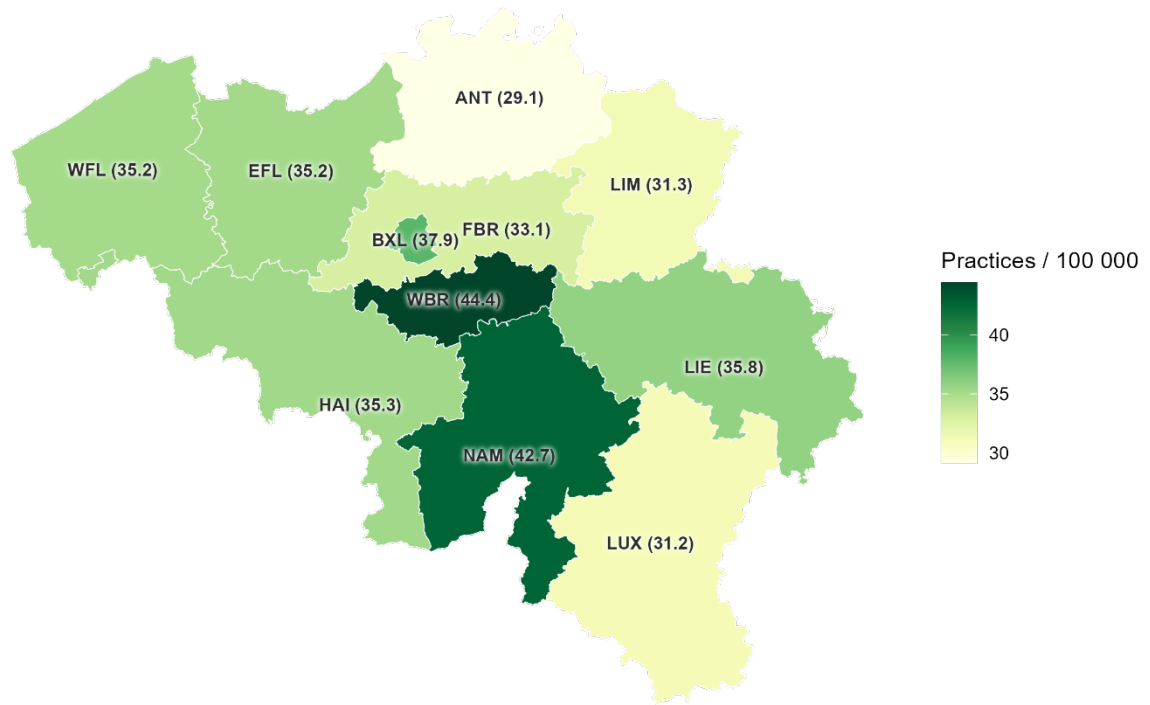 ANT (29.1)
WFL (35.2)
EFL (35.2)
LIM (31.3)
BXL (37.9)
FBR (33.1)
WBR (44.4)
LIE (35.8)
HAI (35.3)
NAM (42.7)
LUX (31.2)
Practices / 100 000
40
35
30